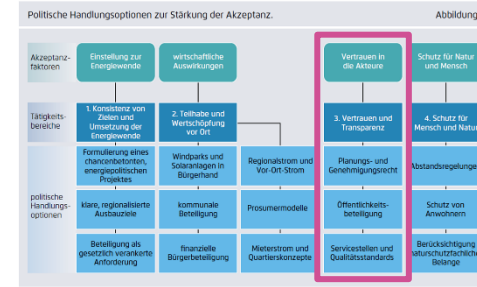 Politische Handlungsoptionen zur Stärkung der Akzeptanz.
Abbildung
Akzeptanz-
faktoren
Einstellung zur
Energiewende
wirtschaftliche
Auswirkungen
Vertrauen in
die Akteure
Schutz für Natur
und Mensch
Tätigkeits-
bereiche
1. Konsistenz von
Zielen und
Umsetzung der
Energiewende
2. Teilhabe und
Wertschöpfung
vor Ort
3. Vertrauen und
Transparenz
4. Schutz für
Mensch und Natur
politische
Handlungs-
optionen
Formulierung eines
chancenbetonten,
energiepolitischen
Projektes
Windparks und
Solaranlagen in
Bürgerhand
Regionalstrom und
Vor-Ort-Strom
Planungs- und
Genehmigungsrecht
Abstandsregelungen
klare, regionalisierte
Ausbauziele
kommunale
Beteiligung
Prosumermodelle
Öffentlichkeits-
beteiligung
Schutz von
Anwohnern
Beteiligung als
gesetzlich verankerte
Anforderung
finanzielle
Bürgerbeteiligung
Mieterstrom und
Quartierskonzepte
Servicestellen und
Qualitätsstandards
Berücksichtigung
naturschutzfachlicher
Belange